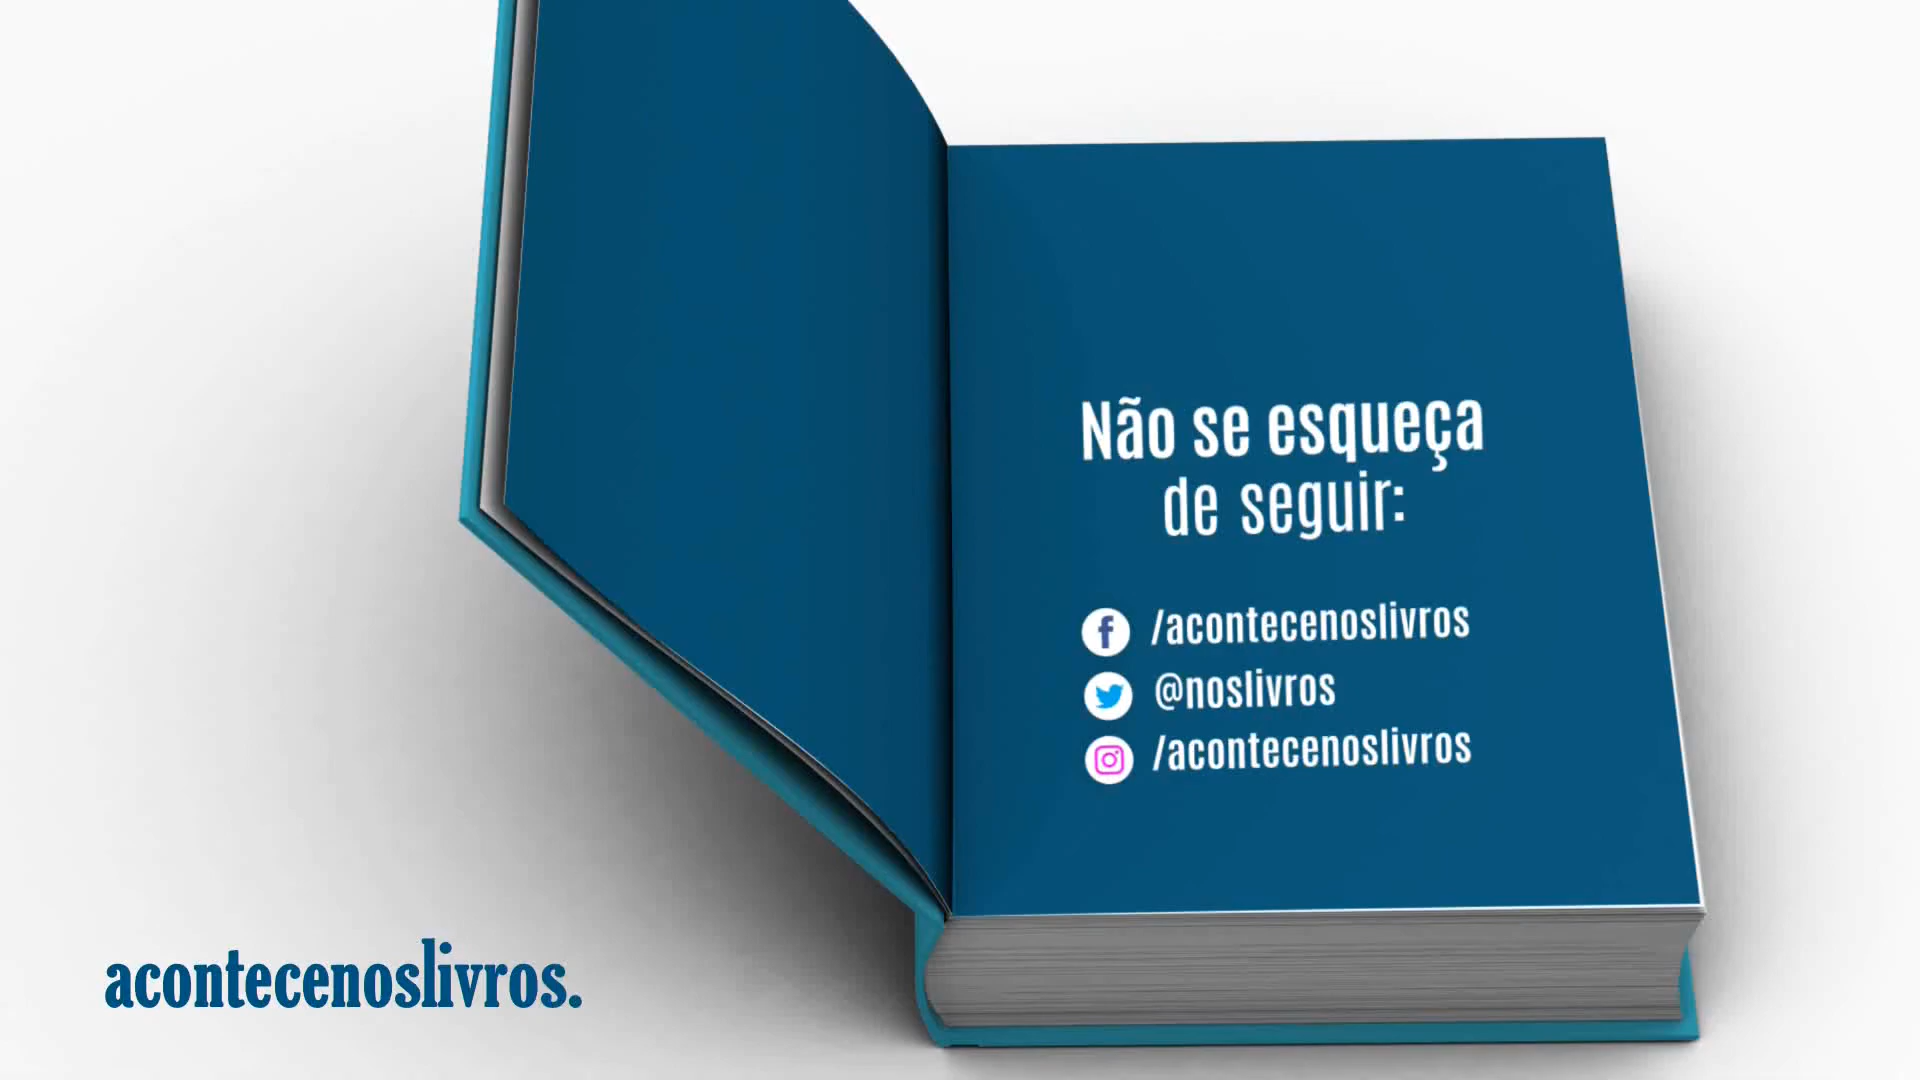 Não se esqueça
de seguir:
/acontecenoslivros
@noslivros
/acontecenoslivros
acontecenoslivros.